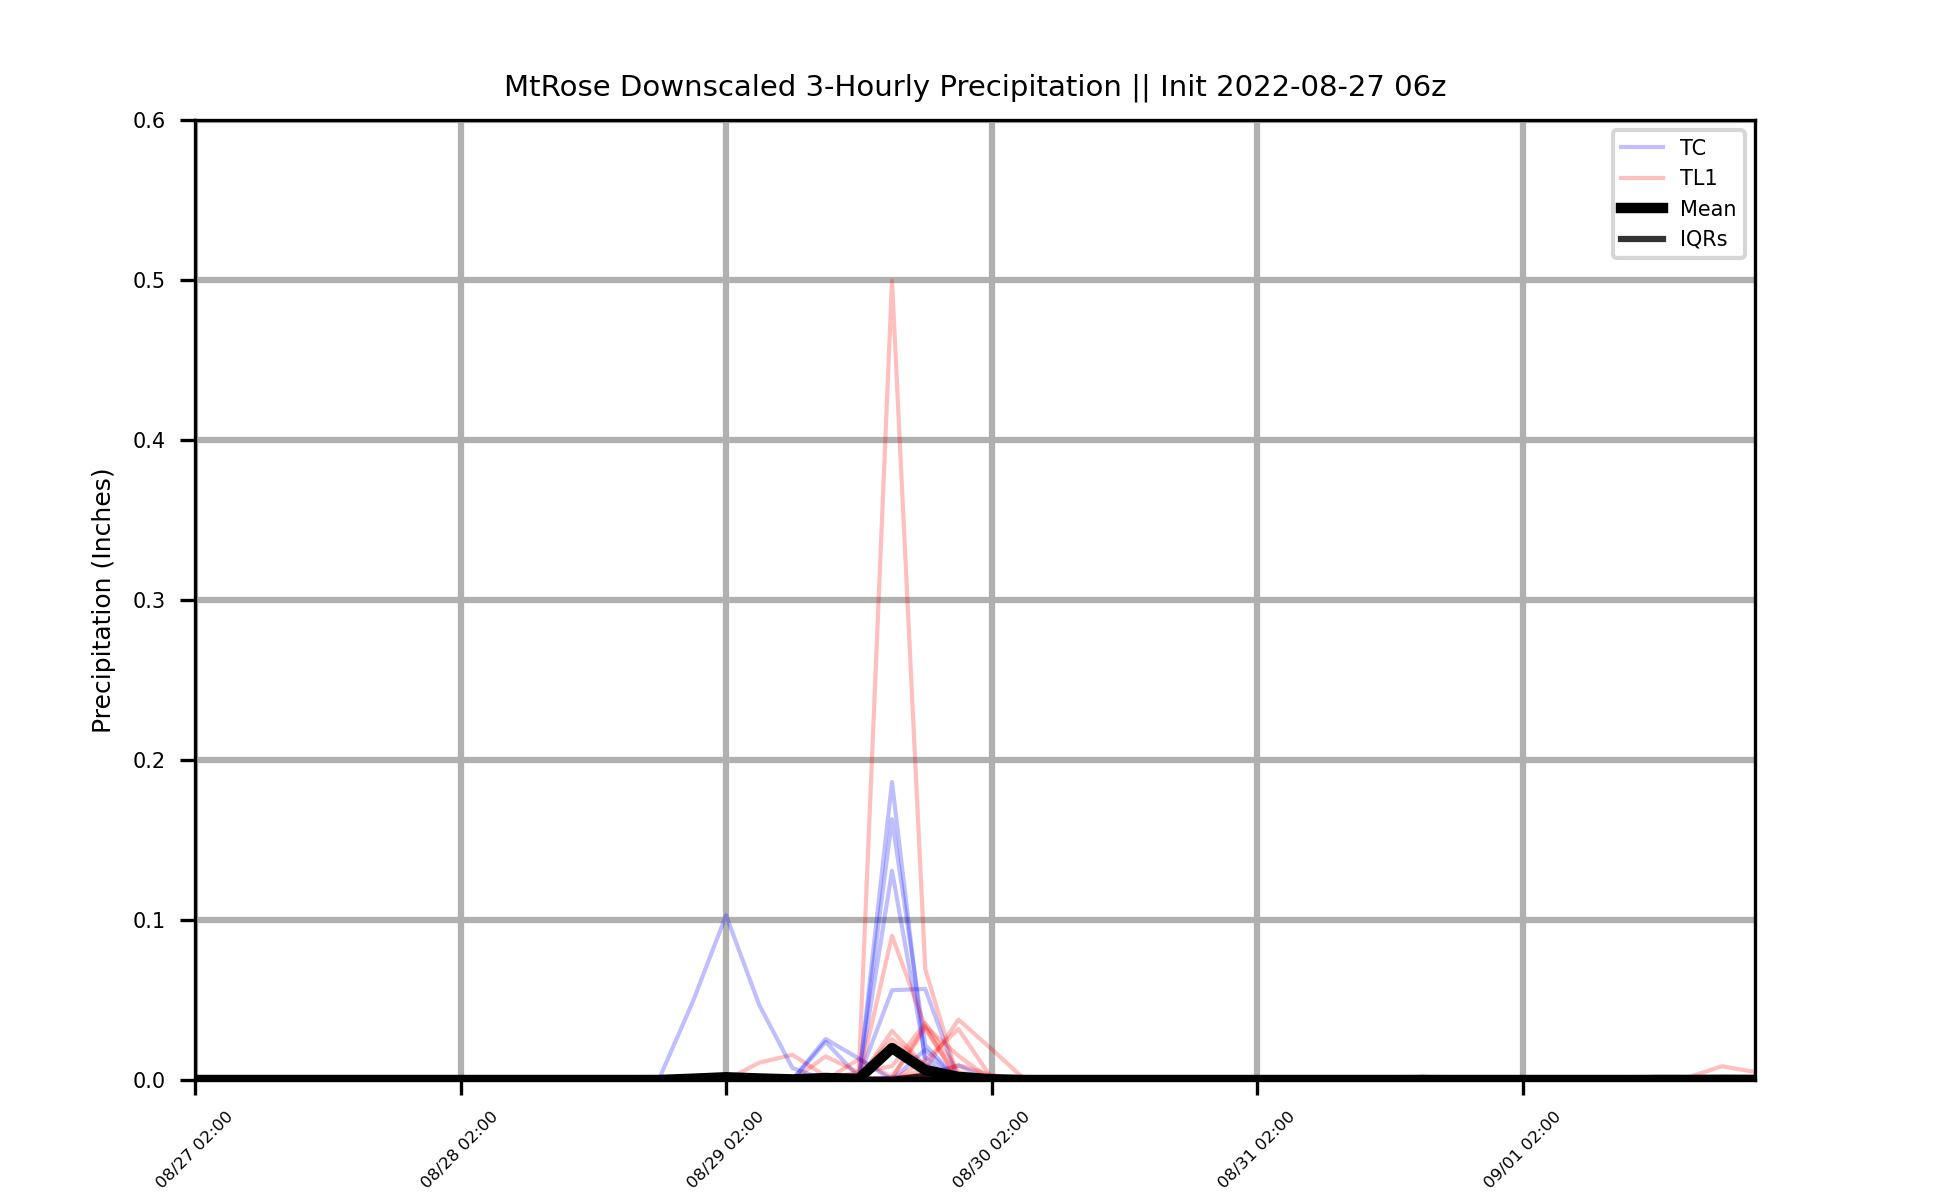 MtRose Downscaled 3-Hourly Precipitation || Init 2022-08-27 06z
TC
TL1
Mean
IQRs
Precipitation (Inches)
0.6
0.5
0.4
0.3
0.2
0.1
0.0
08/27 02:00
08/28 02:00
08/29 02:00
08/30 02:00
08/31 02:00
09/01 02:00